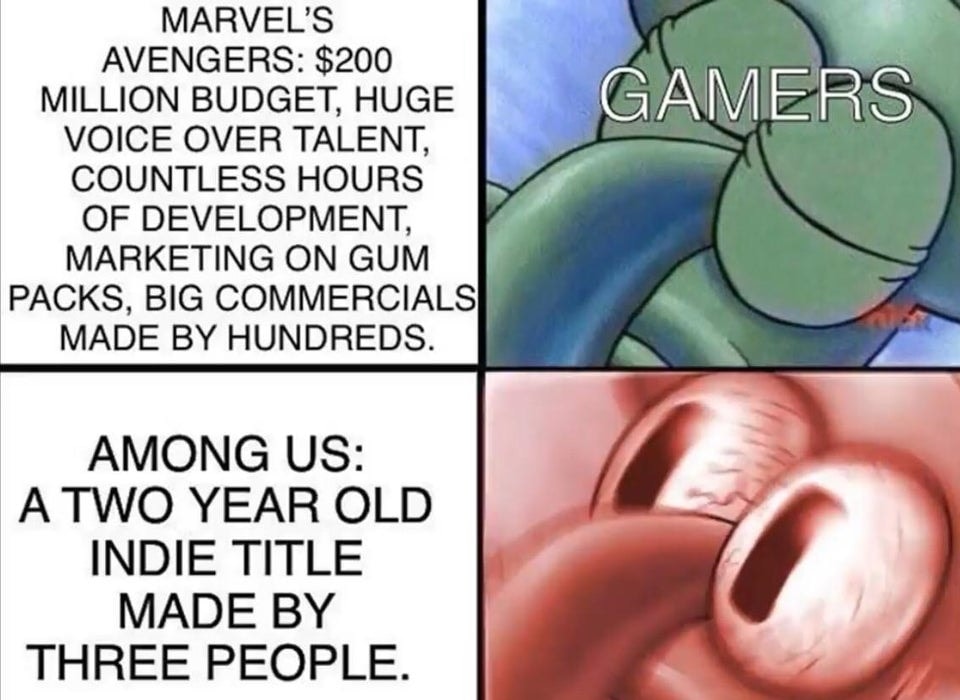 MARVEL'S
AVENGERS: $200
MILLION BUDGET, HUGE
VOICE OVER TALENT,
COUNTLESS HOURS
OF DEVELOPMENT,
MARKETING ON GUM
PACKS, BIG COMMERCIALS
MADE BY HUNDREDS.
GAMERS
AMONG US:
A TWO YEAR OLD
INDIE TITLE
MADE BY
THREE PEOPLE.